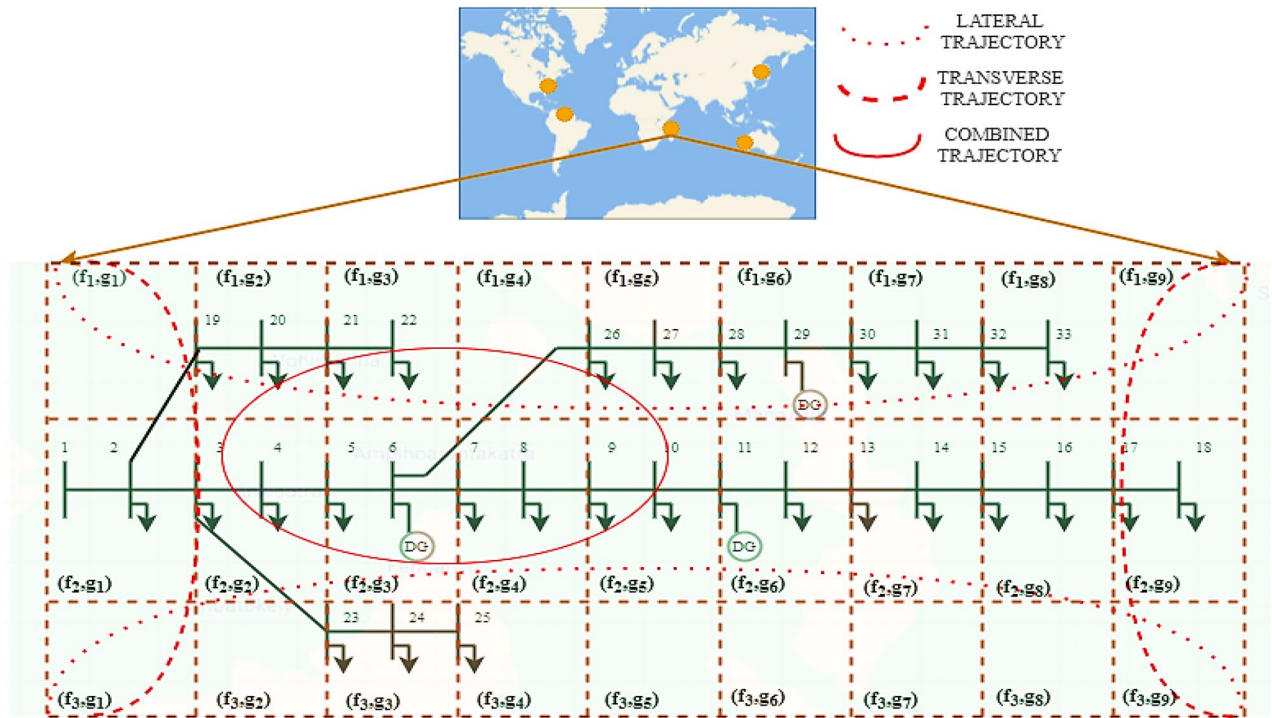 LATERAL
TRAJECTORY
TRANSVERSE
TRAJECTORY
COMBINED
TRAJECTORY
(f₁,g₁) (f₁,g₂) (f₁,g₃) (f₁,g₄) (f₁,g₅) (f₁,g₆) (f₁,g₇) (f₁,g₈) (f₁,g₉)
19 20 21 22 26 27 28 29 30 31 32 33
DG
1 2 3 4 5 6 7 8 9 10 11 12 13 14 15 16 17 18
DG DG
(f₂,g₁) (f₂,g₂) (f₂,g₃) (f₂,g₄) (f₂,g₅) (f₂,g₆) (f₂,g₇) (f₂,g₈) (f₂,g₉)
23 24 25
(f₃,g₁) (f₃,g₂) (f₃,g₃) (f₃,g₄) (f₃,g₅) (f₃,g₆) (f₃,g₇) (f₃,g₈) (f₃,g₉)